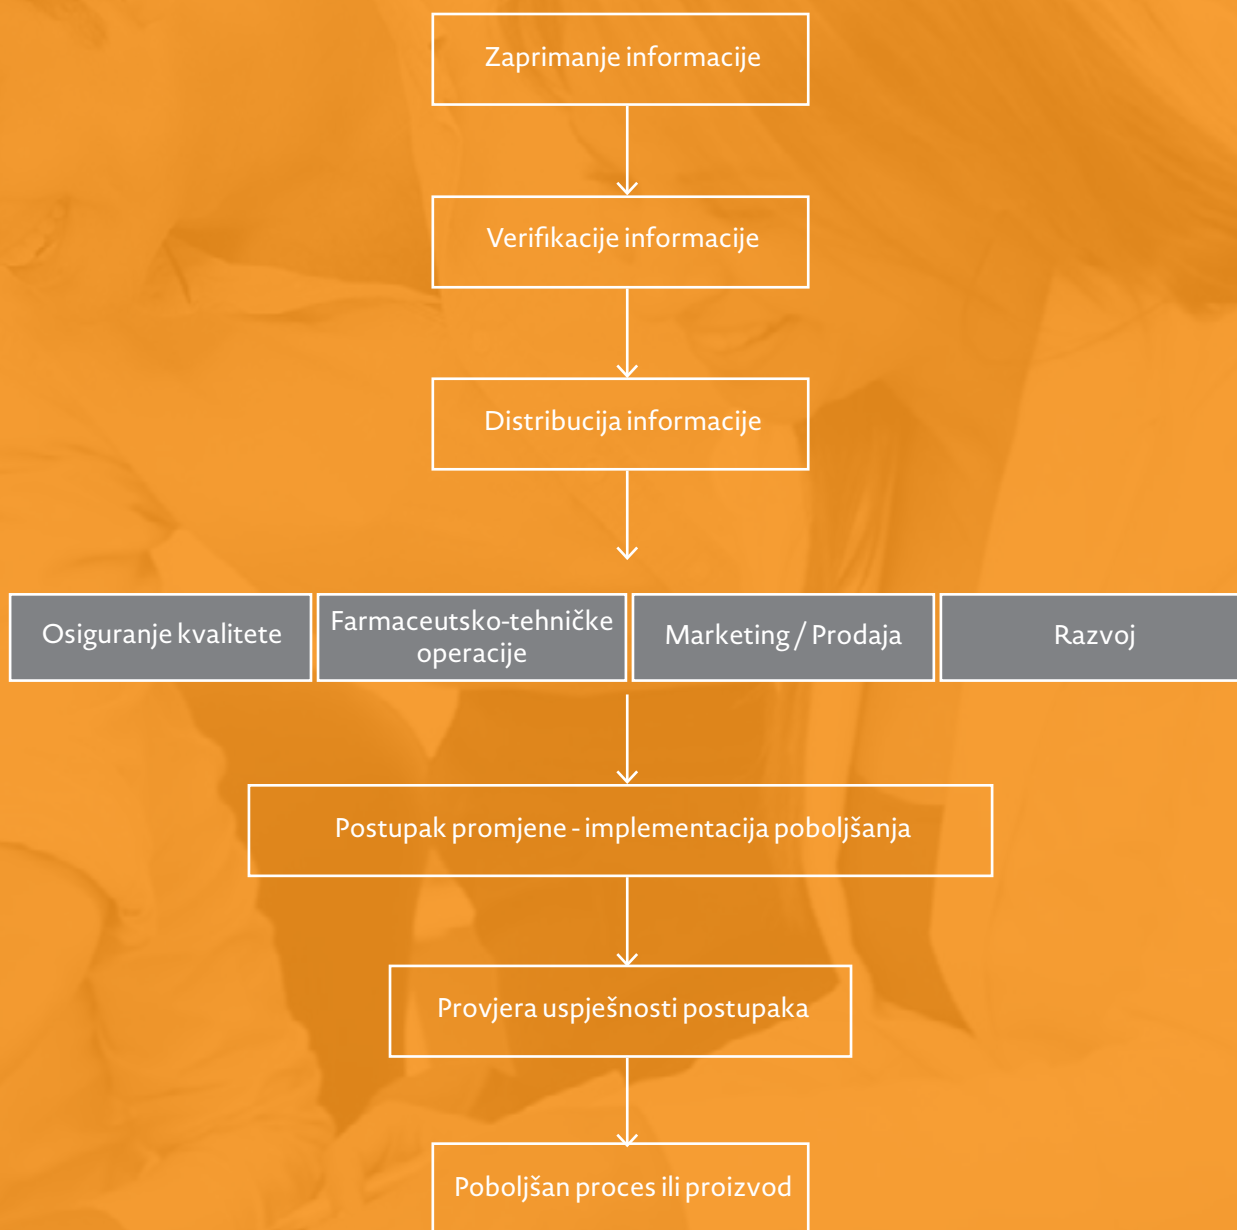 Zaprimanje informacije
Verifikacije informacije
Distribucija informacije
Osiguranje kvalitete
Farmaceutsko-tehničke
operacije
Marketing / Prodaja
Razvoj
Postupak promjene - implementacija poboljšanja
Provjera uspješnosti postupaka
Poboljšan proces ili proizvod